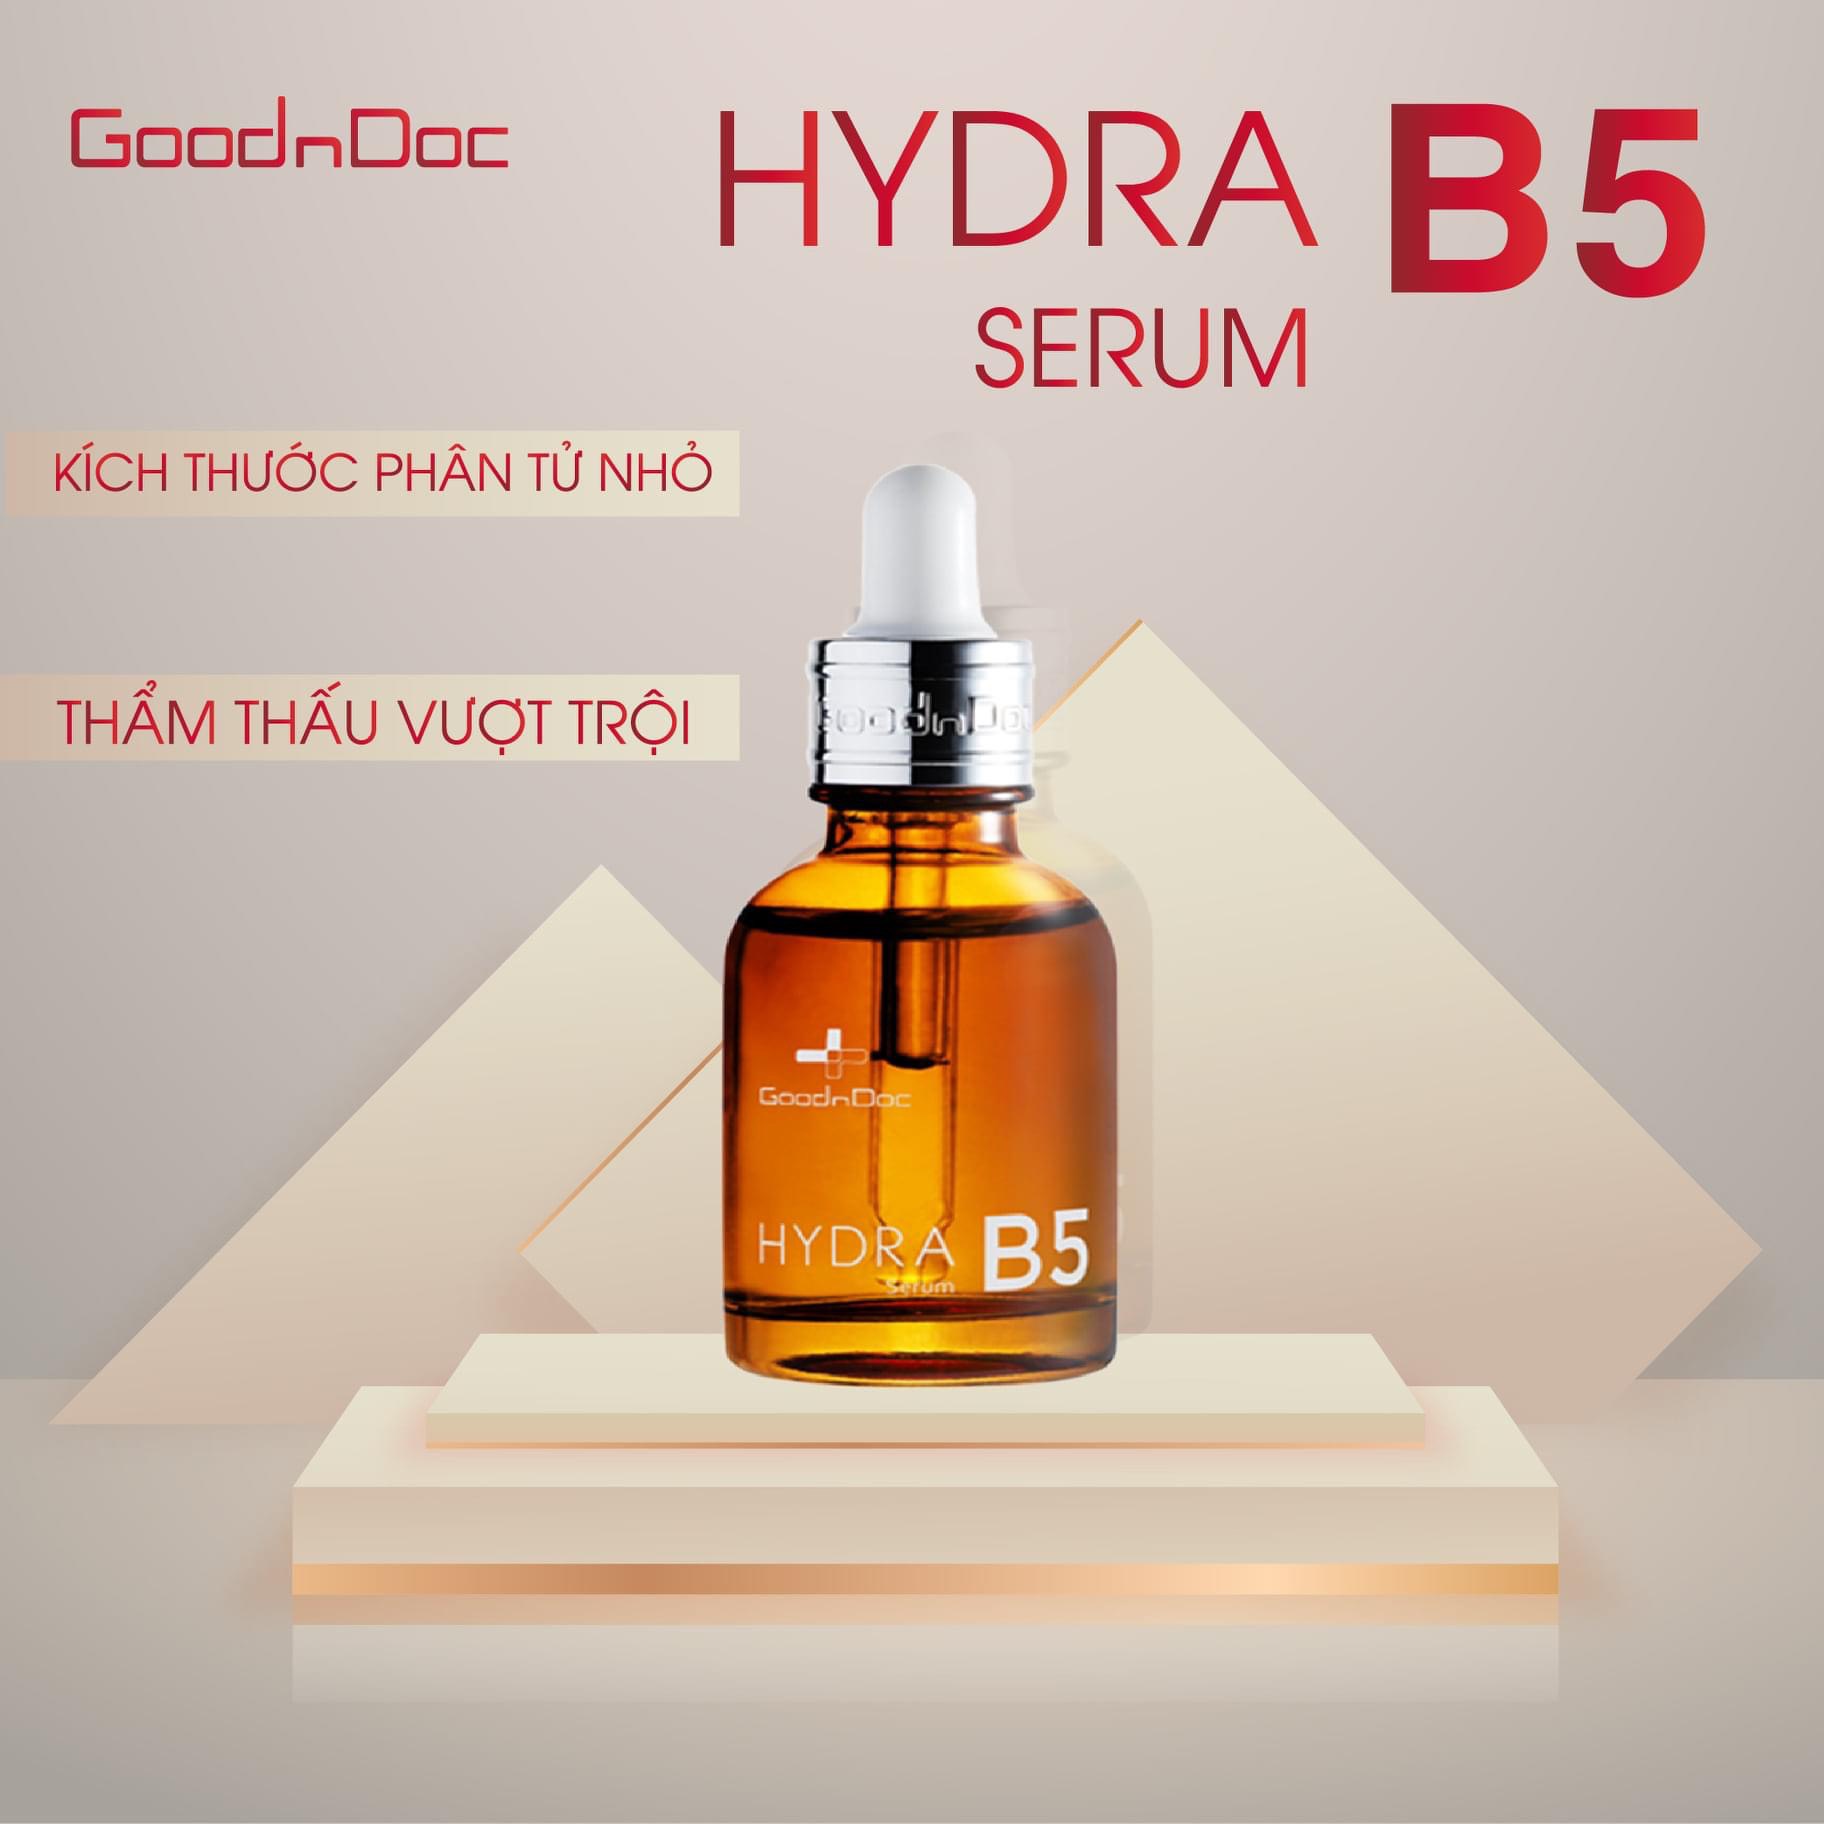 GoodnDoc
HYDRA B5
SERUM
KÍCH THƯỚC PHÂN TỬ NHỎ
THẨM THẤU VƯỢT TRỘI
GoodnDoc
GoodnDoc
HYDRA B5
Serum